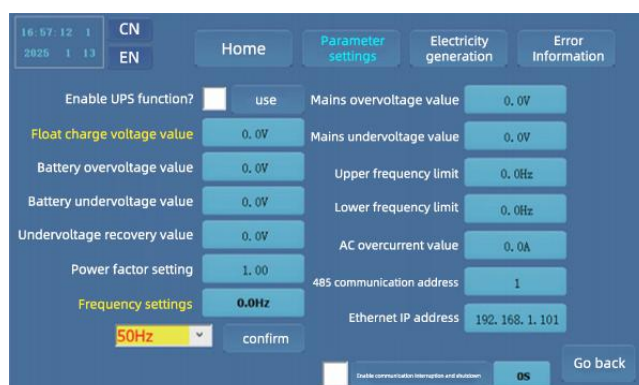 16:57:12 1
2025 1 13
CN
EN
Home
Parameter settings
Electricity generation
Error Information
Enable UPS function?
use
Mains overvoltage value
0.0V
Float charge voltage value
0.0V
Mains undervoltage value
0.0V
Battery overvoltage value
0.0V
Upper frequency limit
0.0Hz
Battery undervoltage value
0.0V
Lower frequency limit
0.0Hz
Undervoltage recovery value
0.0V
AC overcurrent value
0.0A
Power factor setting
1.00
485 communication address
1
Frequency settings
0.0Hz
Ethernet IP address
192.168.1.101
50Hz
confirm
Enable communication interruption and shutdown
0S
Go back